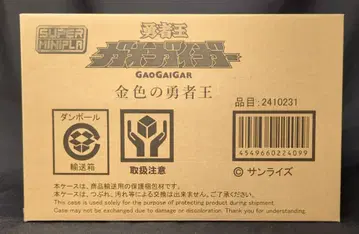 SUPER MINIPLA
勇者王
ガオガイガー
GAOGAIGAR
金色の勇者王
品目：2410231
ダンボール
輸送箱
取扱注意
4549660224099
© サンライズ
本ケースは、商品輸送用の保護梱包材です。
本ケースは、つぶれ、汚れ等による交換は出来ません。ご了承ください。
This case is used solely for the purpose of protecting product during shipment.
Case may not be exchanged due to damage or discoloration. Thank you for understanding.